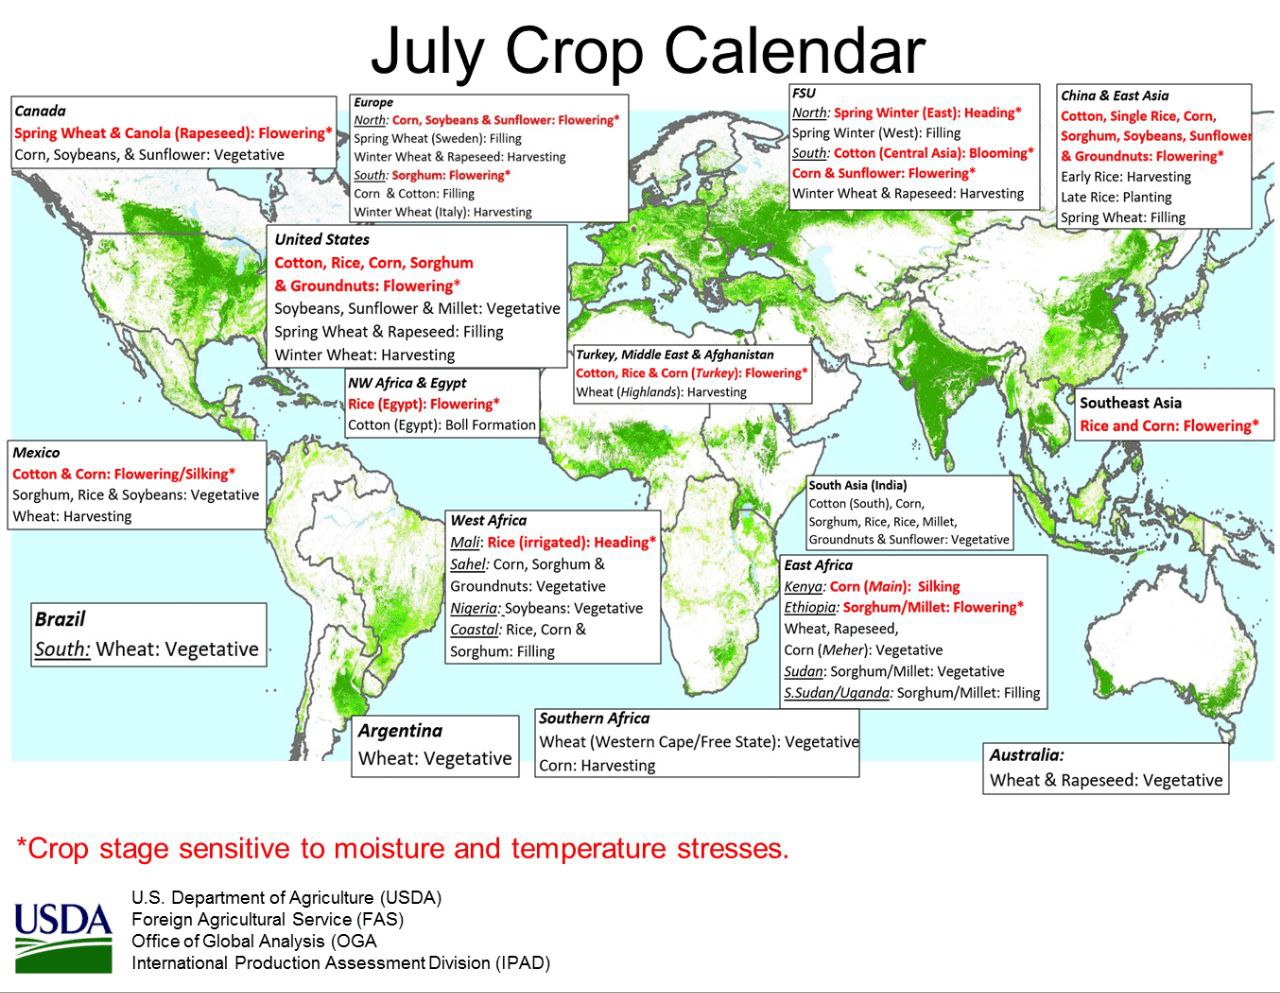 July Crop Calendar
Canada
Spring Wheat & Canola (Rapeseed): Flowering*
Corn, Soybeans, & Sunflower: Vegetative
Europe
North: Corn, Soybeans & Sunflower: Flowering*
Spring Wheat (Sweden): Filling
Winter Wheat & Rapeseed: Harvesting
South: Sorghum: Flowering*
Corn & Cotton: Filling
Winter Wheat (Italy): Harvesting
FSU
North: Spring Winter (East): Heading*
Spring Winter (West): Filling
South: Cotton (Central Asia): Blooming*
Corn & Sunflower: Flowering*
Winter Wheat & Rapeseed: Harvesting
China & East Asia
Cotton, Single Rice, Corn,
Sorghum, Soybeans, Sunflower
& Groundnuts: Flowering*
Early Rice: Harvesting
Late Rice: Planting
Spring Wheat: Filling
United States
Cotton, Rice, Corn, Sorghum
& Groundnuts: Flowering*
Soybeans, Sunflower & Millet: Vegetative
Spring Wheat & Rapeseed: Filling
Winter Wheat: Harvesting
Turkey, Middle East & Afghanistan
Cotton, Rice & Corn (Turkey): Flowering*
Wheat (Highlands): Harvesting
NW Africa & Egypt
Rice (Egypt): Flowering*
Cotton (Egypt): Boll Formation
Southeast Asia
Rice and Corn: Flowering*
Mexico
Cotton & Corn: Flowering/Silking*
Sorghum, Rice & Soybeans: Vegetative
Wheat: Harvesting
South Asia (India)
Cotton (South), Corn,
Sorghum, Rice, Rice, Millet,
Groundnuts & Sunflower: Vegetative
West Africa
Mali: Rice (irrigated): Heading*
Sahel: Corn, Sorghum &
Groundnuts: Vegetative
Nigeria: Soybeans: Vegetative
Coastal: Rice, Corn &
Sorghum: Filling
East Africa
Kenya: Corn (Main): Silking
Ethiopia: Sorghum/Millet: Flowering*
Wheat, Rapeseed,
Corn (Meher): Vegetative
Sudan: Sorghum/Millet: Vegetative
S.Sudan/Uganda: Sorghum/Millet: Filling
Brazil
South: Wheat: Vegetative
Argentina
Wheat: Vegetative
Southern Africa
Wheat (Western Cape/Free State): Vegetative
Corn: Harvesting
Australia:
Wheat & Rapeseed: Vegetative
*Crop stage sensitive to moisture and temperature stresses.
USDA
U.S. Department of Agriculture (USDA)
Foreign Agricultural Service (FAS)
Office of Global Analysis (OGA
International Production Assessment Division (IPAD)